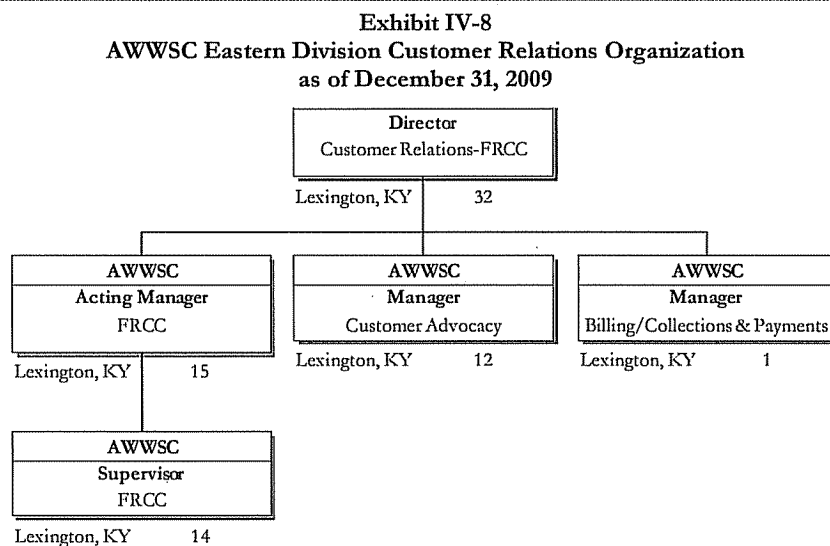 Exhibit IV-8
AWWSC Eastern Division Customer Relations Organization
as of December 31, 2009
Director
Customer Relations-FRCC
Lexington, KY 32
AWWSC
Acting Manager
FRCC
Lexington, KY 15
AWWSC
Manager
Customer Advocacy
Lexington, KY 12
AWWSC
Manager
Billing/Collections & Payments
Lexington, KY 1
AWWSC
Supervisor
FRCC
Lexington, KY 14